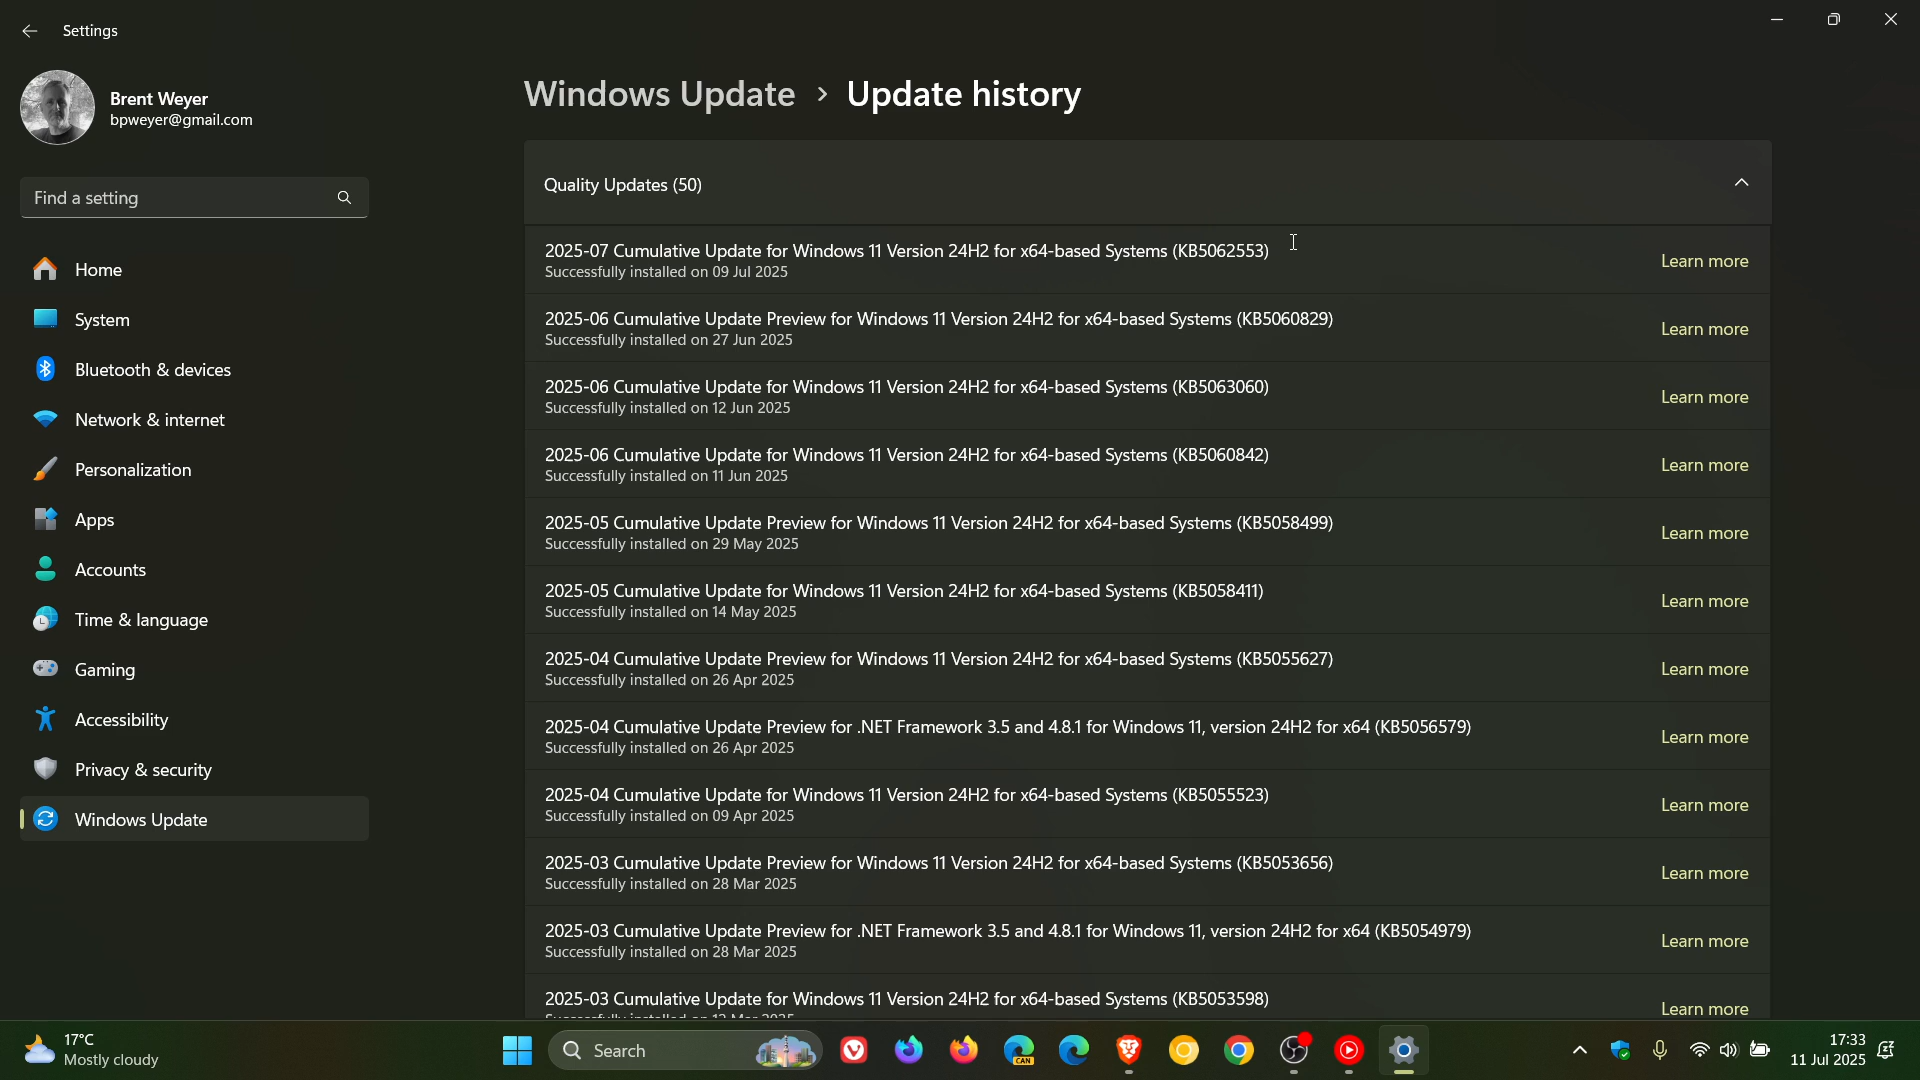 Settings
Brent Weyer
bpweyer@gmail.com
Find a setting
Home
System
Bluetooth & devices
Network & internet
Personalization
Apps
Accounts
Time & language
Gaming
Accessibility
Privacy & security
Windows Update
Windows Update > Update history
Quality Updates (50)
2025-07 Cumulative Update for Windows 11 Version 24H2 for x64-based Systems (KB5062553)
Successfully installed on 09 Jul 2025
Learn more
2025-06 Cumulative Update Preview for Windows 11 Version 24H2 for x64-based Systems (KB5060829)
Successfully installed on 27 Jun 2025
Learn more
2025-06 Cumulative Update for Windows 11 Version 24H2 for x64-based Systems (KB5063060)
Successfully installed on 12 Jun 2025
Learn more
2025-06 Cumulative Update for Windows 11 Version 24H2 for x64-based Systems (KB5060842)
Successfully installed on 11 Jun 2025
Learn more
2025-05 Cumulative Update Preview for Windows 11 Version 24H2 for x64-based Systems (KB5058499)
Successfully installed on 29 May 2025
Learn more
2025-05 Cumulative Update for Windows 11 Version 24H2 for x64-based Systems (KB5058411)
Successfully installed on 14 May 2025
Learn more
2025-04 Cumulative Update Preview for Windows 11 Version 24H2 for x64-based Systems (KB5055627)
Successfully installed on 26 Apr 2025
Learn more
2025-04 Cumulative Update Preview for .NET Framework 3.5 and 4.8.1 for Windows 11, version 24H2 for x64 (KB5056579)
Successfully installed on 26 Apr 2025
Learn more
2025-04 Cumulative Update for Windows 11 Version 24H2 for x64-based Systems (KB5055523)
Successfully installed on 09 Apr 2025
Learn more
2025-03 Cumulative Update Preview for Windows 11 Version 24H2 for x64-based Systems (KB5053656)
Successfully installed on 28 Mar 2025
Learn more
2025-03 Cumulative Update Preview for .NET Framework 3.5 and 4.8.1 for Windows 11, version 24H2 for x64 (KB5054979)
Successfully installed on 28 Mar 2025
Learn more
2025-03 Cumulative Update for Windows 11 Version 24H2 for x64-based Systems (KB5053598)
Learn more
17°C
Mostly cloudy
Search
CAN
17:33
11 Jul 2025